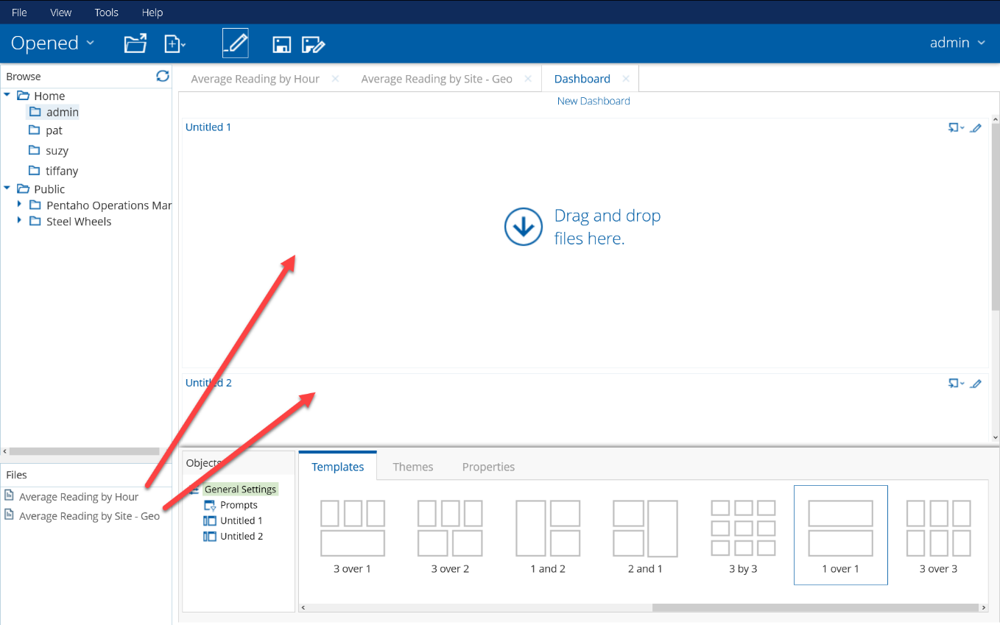 File View Tools Help
Opened
admin
Browse
Average Reading by Hour
Average Reading by Site - Geo
Dashboard
New Dashboard
Home
admin
pat
suzy
tiffany
Public
Pentaho Operations Mar
Steel Wheels
Untitled 1
Drag and drop
files here.
Untitled 2
Files
Average Reading by Hour
Average Reading by Site - Geo
Objects
General Settings
Prompts
Untitled 1
Untitled 2
Templates Themes Properties
3 over 1
3 over 2
1 and 2
2 and 1
3 by 3
1 over 1
3 over 3